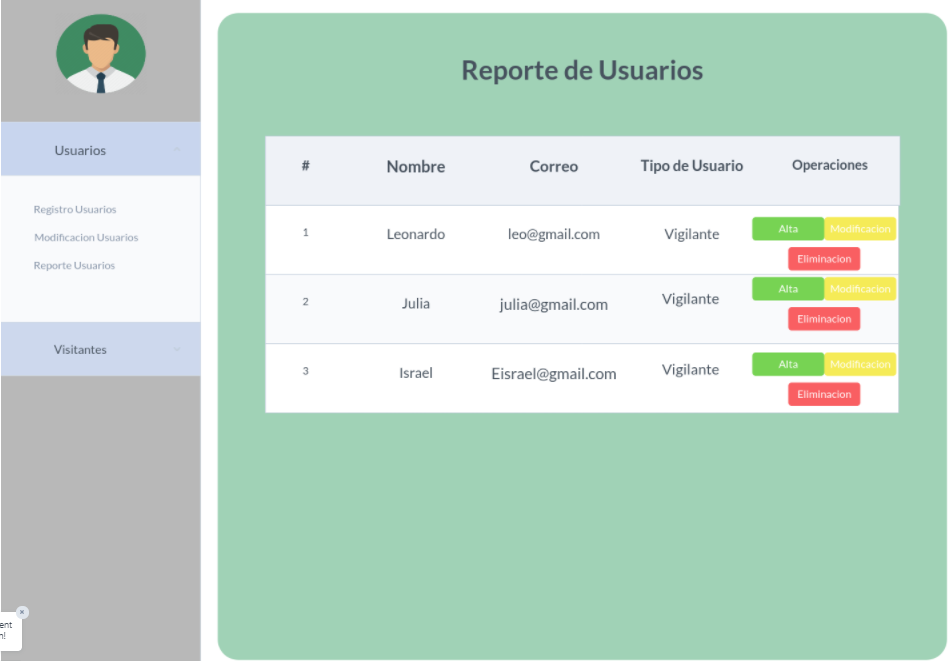 Usuarios
Registro Usuarios
Modificacion Usuarios
Reporte Usuarios
Visitantes
Reporte de Usuarios
# Nombre Correo Tipo de Usuario Operaciones
1 Leonardo leo@gmail.com Vigilante Alta Modificacion
Eliminacion
2 Julia julia@gmail.com Vigilante Alta Modificacion
Eliminacion
3 Israel Eisrael@gmail.com Vigilante Alta Modificacion
Eliminacion